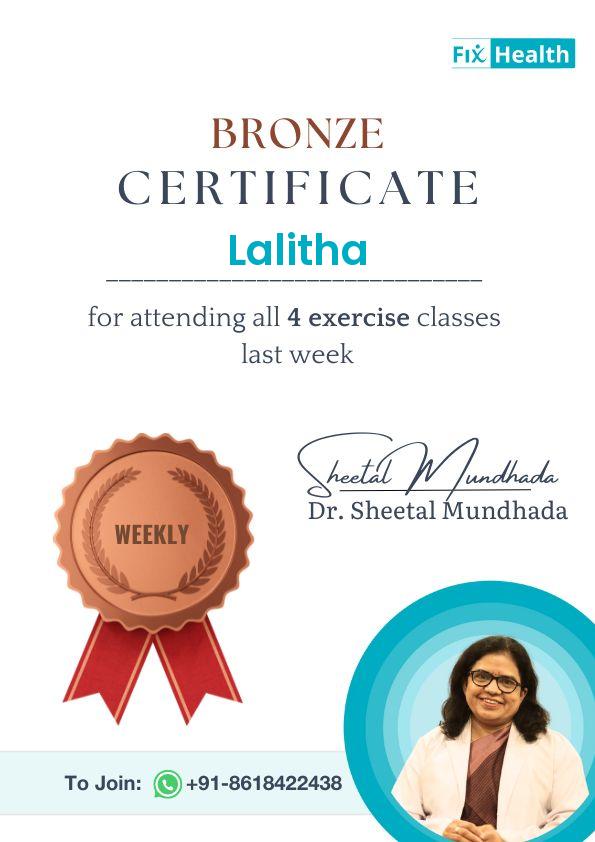 Fix Health
BRONZE
CERTIFICATE
Lalitha
______________________________
for attending all 4 exercise classes
last week
Sheetal Mundhada
Dr. Sheetal Mundhada
WEEKLY
To Join: +91-8618422438